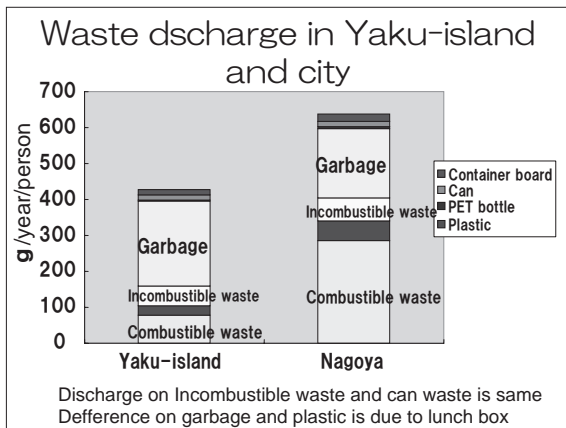 Waste dscharge in Yaku-island
and city
700
600
500
400
300
200
100
0
g/year/person
Garbage
Incombustible waste
Combustible waste
Garbage
Incombustible waste
Combustible waste
Container board
Can
PET bottle
Plastic
Yaku-island
Nagoya
Discharge on Incombustible waste and can waste is same
Defference on garbage and plastic is due to lunch box